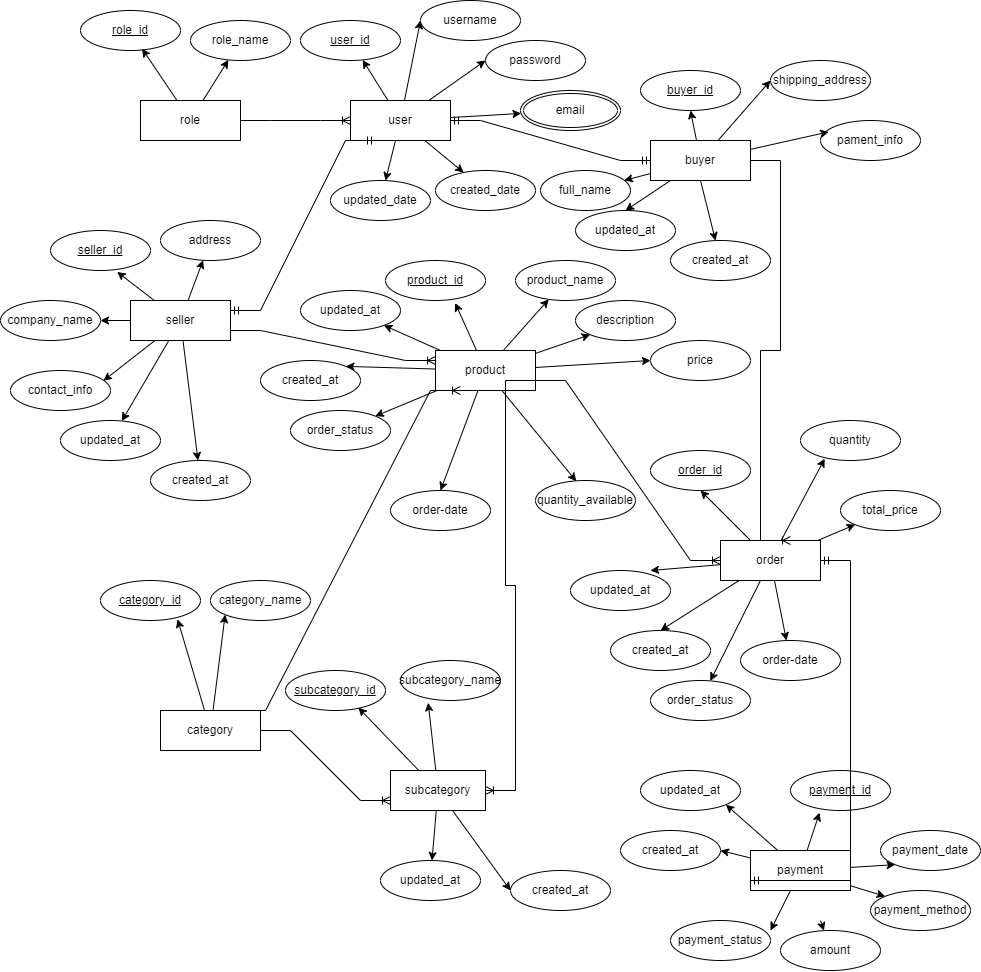 username
role_id
role_name
user_id
password
shipping_address
buyer_id
email
role
user
pament_info
buyer
full_name
created_date
updated_date
updated_at
address
seller_id
created_at
product_id
product_name
updated_at
company_name
seller
description
price
product
created_at
contact_info
order_status
updated_at
quantity
order_id
created_at
quantity_available
order-date
total_price
order
updated_at
category_id
category_name
created_at
order-date
subcategory_name
subcategory_id
order_status
category
subcategory
updated_at
payment_id
created_at
payment_date
payment
updated_at
created_at
payment_method
payment_status
amount